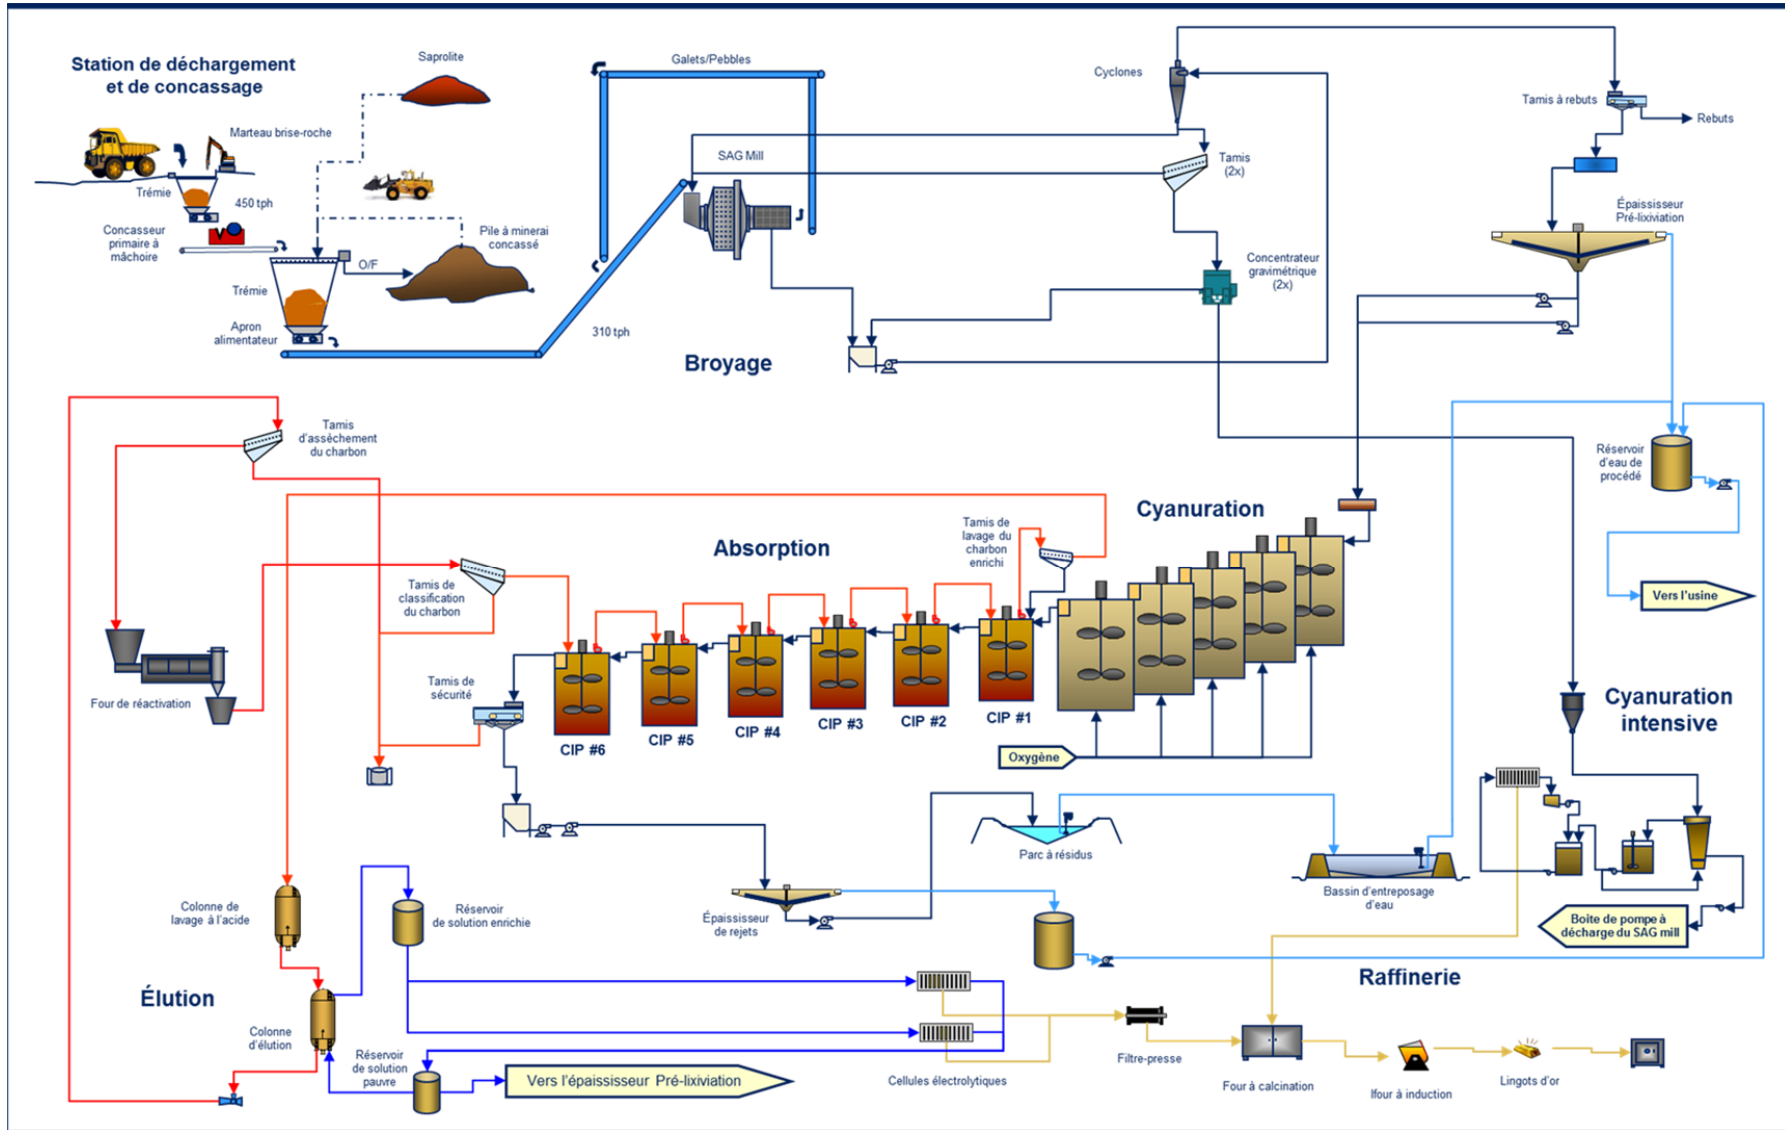 Station de déchargement
et de concassage
Saprolite
Marteau brise-roche
Trémie
450 tph
Concasseur
primaire à
mâchoire
Pile à minerai
concassé
O/F
Trémie
Apron
alimentateur
Galets/Pebbles
SAG Mill
310 tph
Broyage
Cyclones
Tamis
(2x)
Concentrateur
gravimétrique
(2x)
Tamis à rebuts
Rebuts
Épaississeur
Pré-lixiviation
Réservoir
d'eau de
procédé
Vers l'usine
Tamis
d'assèchement
du charbon
Absorption
Cyanuration
Tamis de
lavage du
charbon
enrichi
Tamis de
classification
du charbon
Four de réactivation
Tamis de
sécurité
CIP #6
CIP #5
CIP #4
CIP #3
CIP #2
CIP #1
Oxygène
Cyanuration
intensive
Parc à résidus
Bassin d'entreposage
d'eau
Boite de pompe à
décharge du SAG mill
Colonne de
lavage à l'acide
Réservoir
de solution enrichie
Épaississeur
de rejets
Élution
Colonne
d'élution
Réservoir
de solution
pauvre
Vers l'épaississeur Pré-lixiviation
Cellules électrolytiques
Raffinerie
Filtre-presse
Four à calcination
Ifour à induction
Lingots d'or